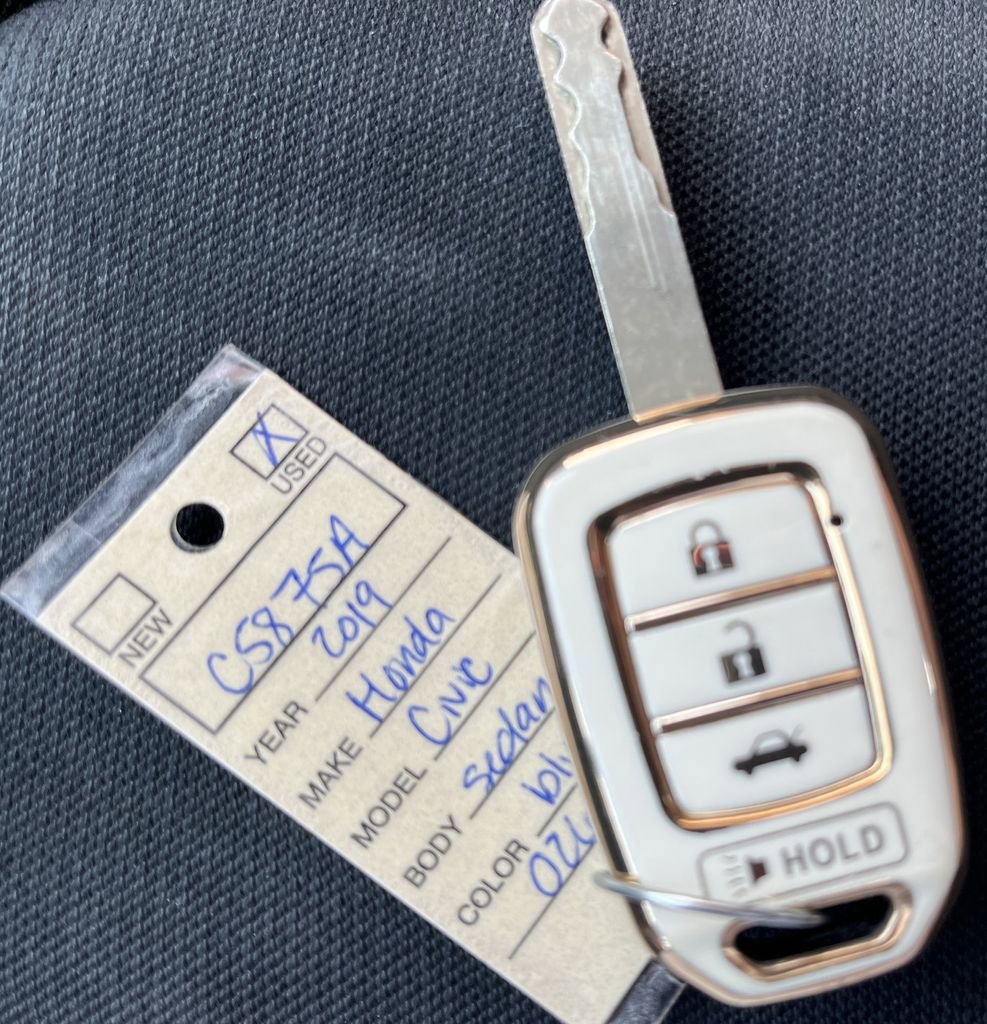 X
USED
NEW
C5875A
YEAR 2019
MAKE Honda
MODEL Civic
BODY Sedan
COLOR
HOLD